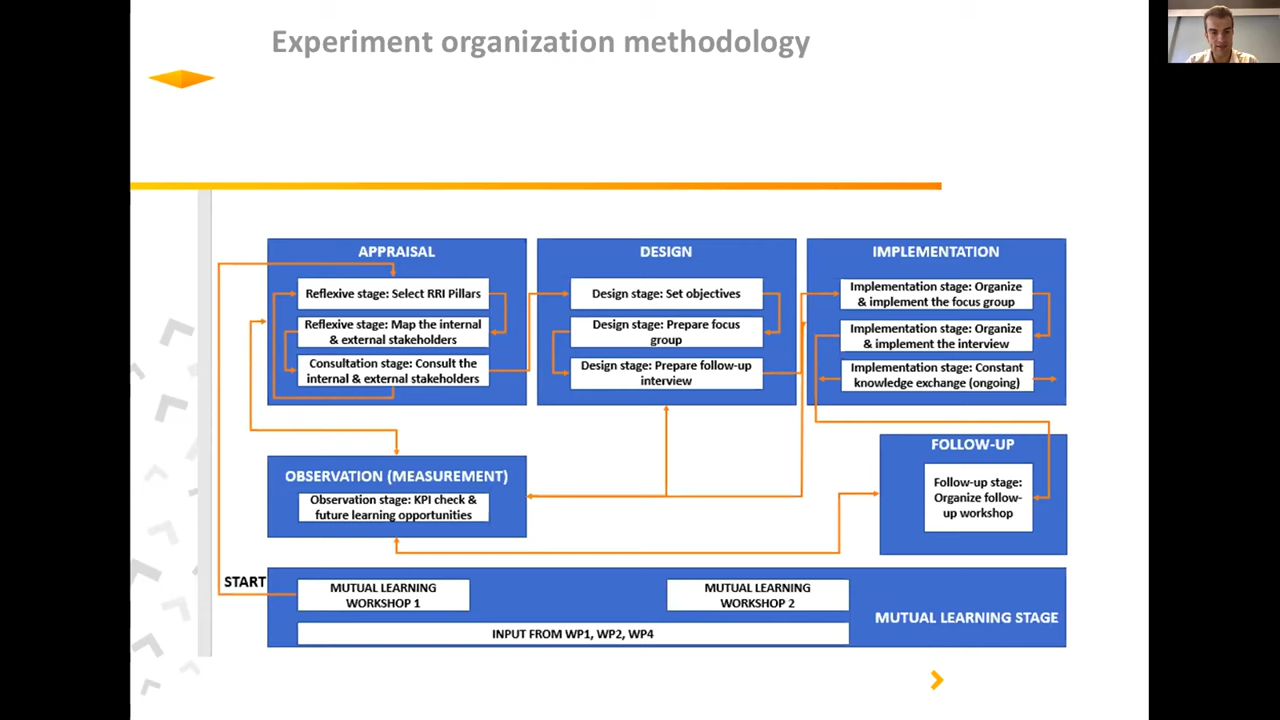 Experiment organization methodology
APPRAISAL
Reflexive stage: Select RRI Pillars
Reflexive stage: Map the internal
& external stakeholders
Consultation stage: Consult the
internal & external stakeholders
DESIGN
Design stage: Set objectives
Design stage: Prepare focus
group
Design stage: Prepare follow-up
interview
IMPLEMENTATION
Implementation stage: Organize
& implement the focus group
Implementation stage: Organize
& implement the interview
Implementation stage: Constant
knowledge exchange (ongoing)
OBSERVATION (MEASUREMENT)
Observation stage: KPI check &
future learning opportunities
FOLLOW-UP
Follow-up stage:
Organize follow-
up workshop
START
MUTUAL LEARNING
WORKSHOP 1
MUTUAL LEARNING
WORKSHOP 2
MUTUAL LEARNING STAGE
INPUT FROM WP1, WP2, WP4